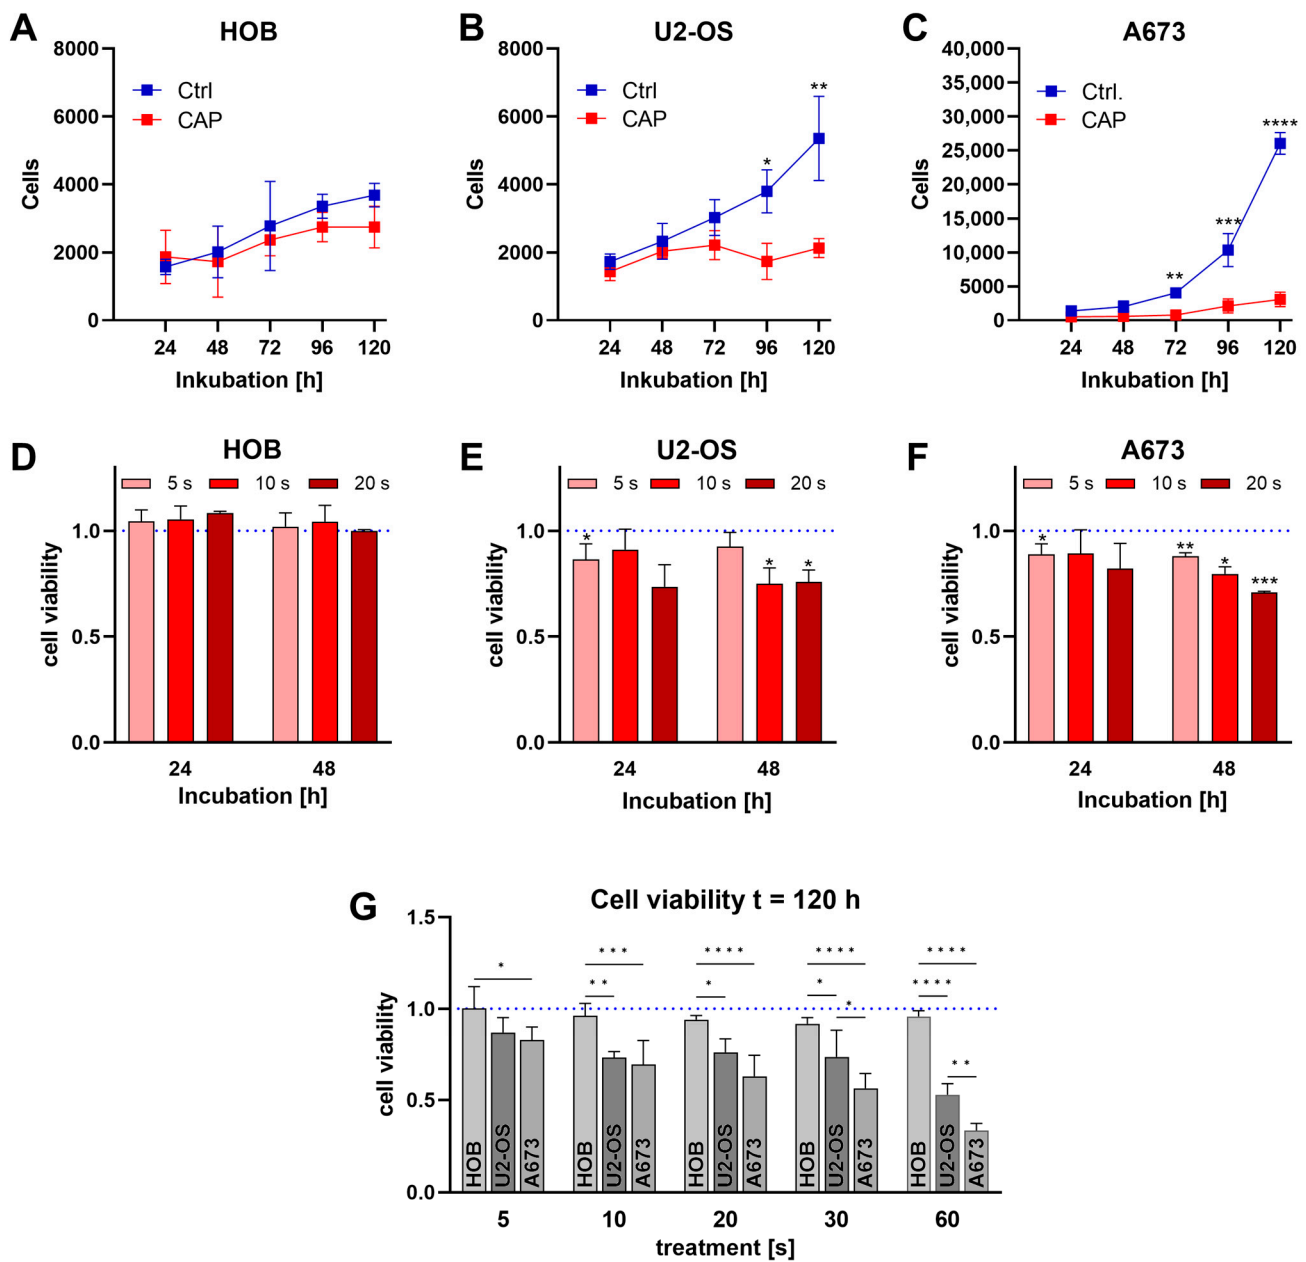 A HOB
8000
6000
4000
2000
0
Cells
Ctrl
CAP
24 48 72 96 120
Inkubation [h]
B U2-OS
8000
6000
4000
2000
0
Cells
Ctrl
CAP
*
**
24 48 72 96 120
Inkubation [h]
C A673
40,000
35,000
30,000
25,000
20,000
15,000
10,000
5000
0
Cells
Ctrl.
CAP
**
***
****
24 48 72 96 120
Inkubation [h]
D HOB
5 s 10 s 20 s
1.0
0.5
0.0
cell viability
24 48
Incubation [h]
E U2-OS
5 s 10 s 20 s
1.0
0.5
0.0
cell viability
* * *
24 48
Incubation [h]
F A673
5 s 10 s 20 s
1.0
0.5
0.0
cell viability
* ** * ***
24 48
Incubation [h]
G Cell viability t = 120 h
1.5
1.0
0.5
0.0
cell viability
* *** **** **** ****
** * * ****
* **
HOB U2-OS A673 HOB U2-OS A673 HOB U2-OS A673 HOB U2-OS A673 HOB U2-OS A673
5 10 20 30 60
treatment [s]